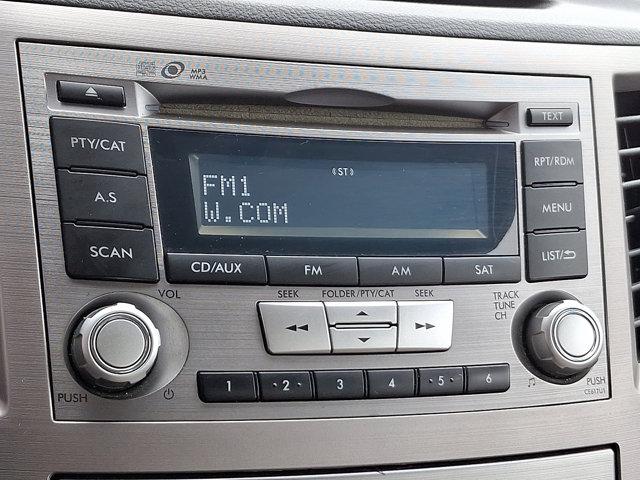 MP3
WMA
TEXT
PTY/CAT
A.S
SCAN
(ST)
FM1
W.COM
RPT/RDM
MENU
LIST/
CD/AUX FM AM SAT
VOL
SEEK FOLDER/PTY/CAT SEEK
TRACK
TUNE
CH
PUSH
1 •2• 3 4 •5• 6
PUSH
CE617U1